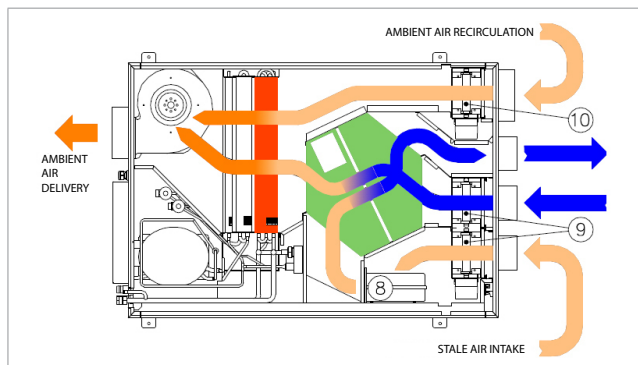 AMBIENT AIR RECIRCULATION
10
AMBIENT
AIR
DELIVERY
9
8
STALE AIR INTAKE